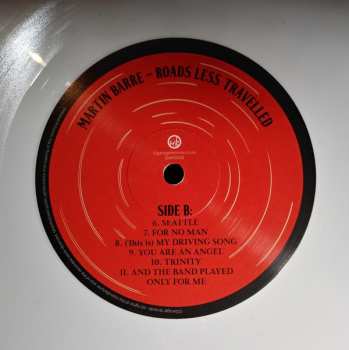 MARTIN BARRE – ROADS LESS TRAVELLED
SIDE B:
6. SEATTLE
7. FOR NO MAN
8. (This is) MY DRIVING SONG
9. YOU ARE AN ANGEL
10. TRINITY
11. AND THE BAND PLAYED
ONLY FOR ME